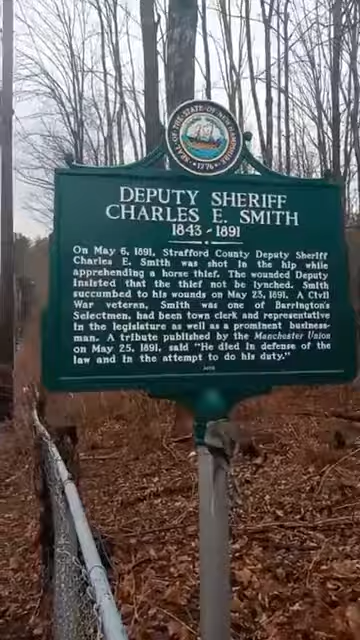 SEAL OF THE STATE OF NEW HAMPSHIRE
1776
DEPUTY SHERIFF
CHARLES E. SMITH
1843-1891
On May 6, 1891, Strafford County Deputy Sheriff
Charles E. Smith was shot in the hip while
apprehending a horse thief. The wounded Deputy
insisted that the thief not be lynched. Smith
succumbed to his wounds on May 23, 1891. A Civil
War veteran, Smith was one of Barrington's
Selectmen, had been town clerk and representative
in the legislature as well as a prominent business-
man. A tribute published by the Manchester Union
on May 25, 1891, said "He died in defense of the
law and in the attempt to do his duty."